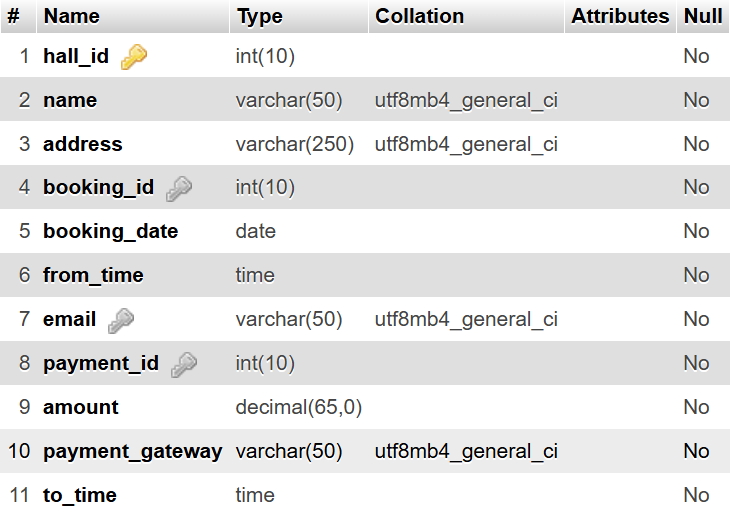 # Name Type Collation Attributes Null
1 hall_id int(10) No
2 name varchar(50) utf8mb4_general_ci No
3 address varchar(250) utf8mb4_general_ci No
4 booking_id int(10) No
5 booking_date date No
6 from_time time No
7 email varchar(50) utf8mb4_general_ci No
8 payment_id int(10) No
9 amount decimal(65,0) No
10 payment_gateway varchar(50) utf8mb4_general_ci No
11 to_time time No